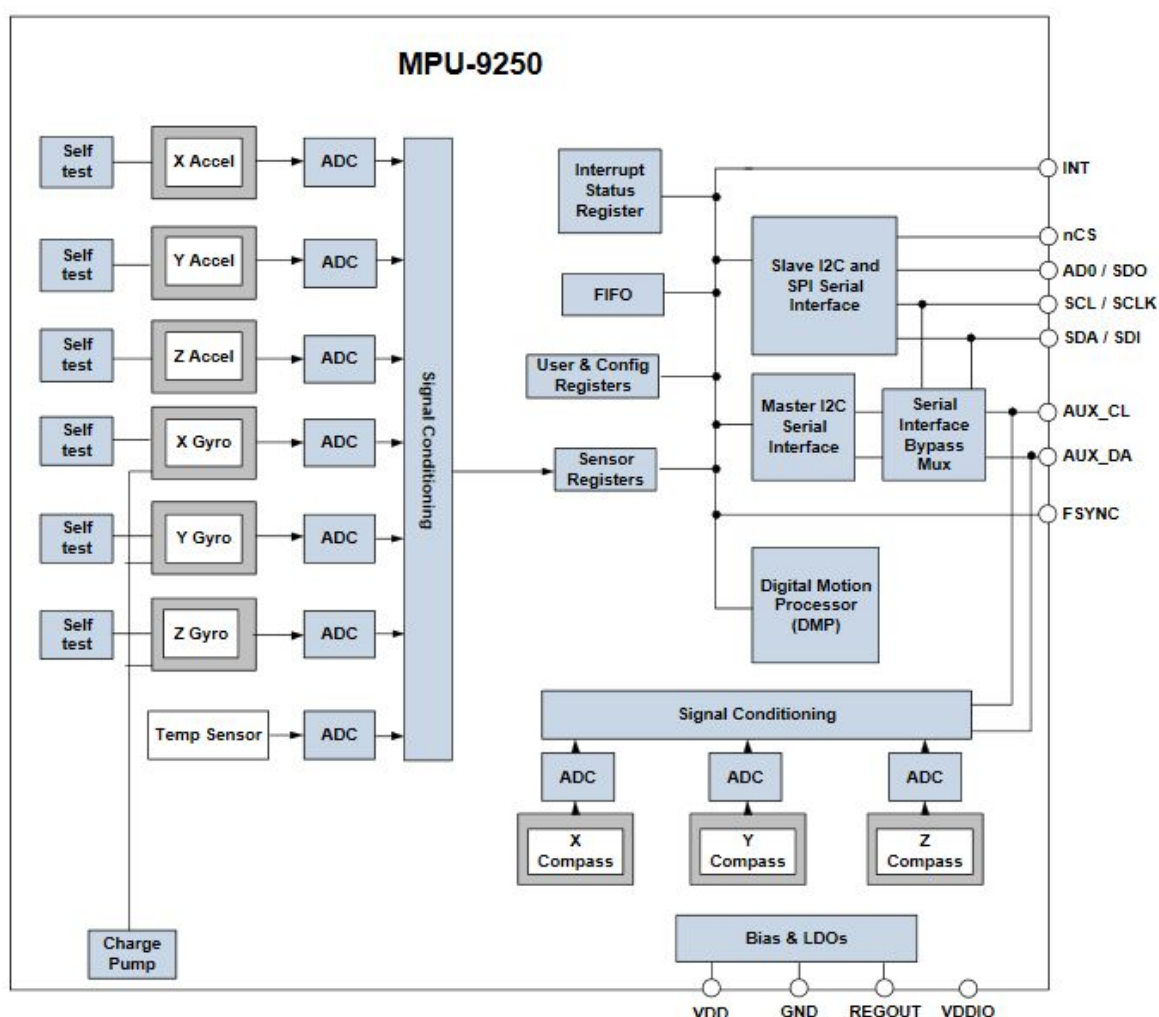 MPU-9250
Self
test
X Accel
ADC
Self
test
Y Accel
ADC
Self
test
Z Accel
ADC
Self
test
X Gyro
ADC
Self
test
Y Gyro
ADC
Self
test
Z Gyro
ADC
Temp Sensor
ADC
Signal Conditioning
Charge
Pump
Interrupt
Status
Register
FIFO
User & Config
Registers
Sensor
Registers
Slave I2C and
SPI Serial
Interface
Master I2C
Serial
Interface
Serial
Interface
Bypass
Mux
Digital Motion
Processor
(DMP)
INT
nCS
AD0 / SDO
SCL / SCLK
SDA / SDI
AUX_CL
AUX_DA
FSYNC
Signal Conditioning
ADC
ADC
ADC
X
Compass
Y
Compass
Z
Compass
Bias & LDOs
VDD
GND
REGOUT
VDDIO